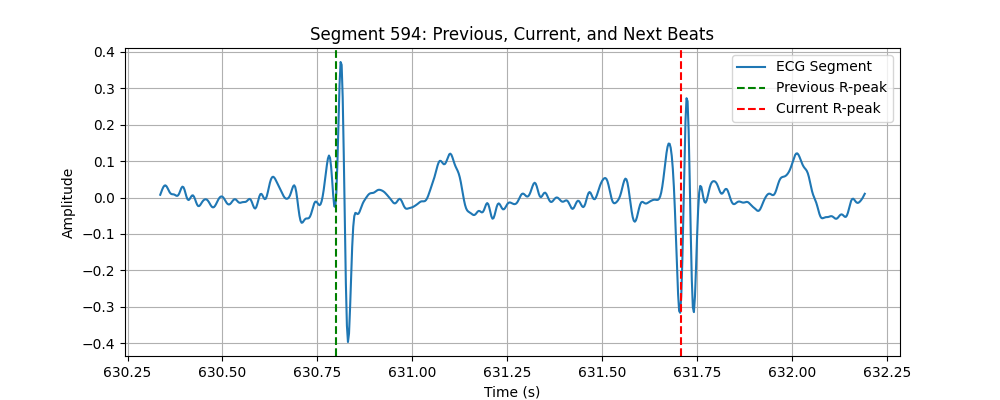 Segment 594: Previous, Current, and Next Beats
ECG Segment
Previous R-peak
Current R-peak
Amplitude
0.4
0.3
0.2
0.1
0.0
−0.1
−0.2
−0.3
−0.4
630.25 630.50 630.75 631.00 631.25 631.50 631.75 632.00 632.25
Time (s)